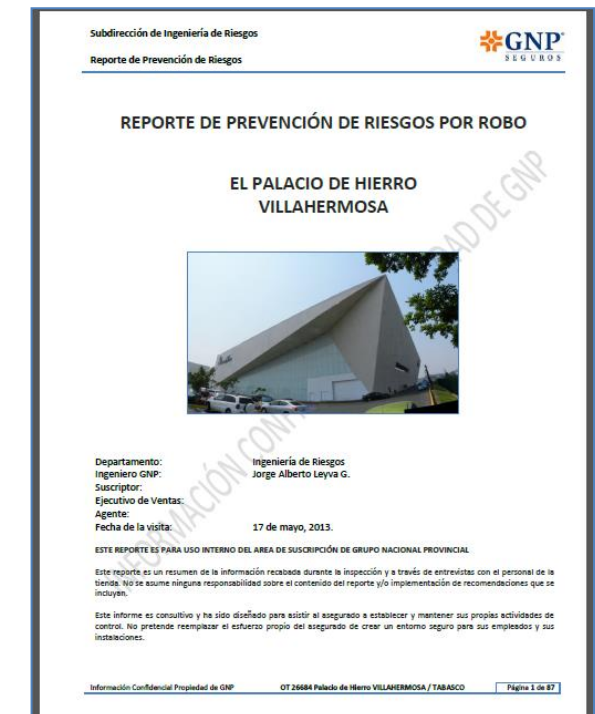 Subdirección de Ingeniería de Riesgos
GNP
SEGUROS
Reporte de Prevención de Riesgos
REPORTE DE PREVENCIÓN DE RIESGOS POR ROBO
EL PALACIO DE HIERRO
VILLAHERMOSA
INFORMACIÓN CONFI AD DE GNP
Departamento: Ingeniería de Riesgos
Ingeniero GNP: Jorge Alberto Leyva G.
Suscriptor:
Ejecutivo de Ventas:
Agente:
Fecha de la visita: 17 de mayo, 2013.
ESTE REPORTE ES PARA USO INTERNO DEL AREA DE SUSCRIPCIÓN DE GRUPO NACIONAL PROVINCIAL
Este reporte es un resumen de la información recabada durante la inspección y a través de entrevistas con el personal de la
tienda. No se asume ninguna responsabilidad sobre el contenido del reporte y/o implementación de recomendaciones que se
incluyan.
Este informe es consultivo y ha sido diseñado para asistir al asegurado a establecer y mantener sus propias actividades de
control. No pretende reemplazar el esfuerzo propio del asegurado de crear un entorno seguro para sus empleados y sus
instalaciones.
Información Confidencial Propiedad de GNP OT 26684 Palacio de Hierro VILLAHERMOSA / TABASCO Página 1 de 87